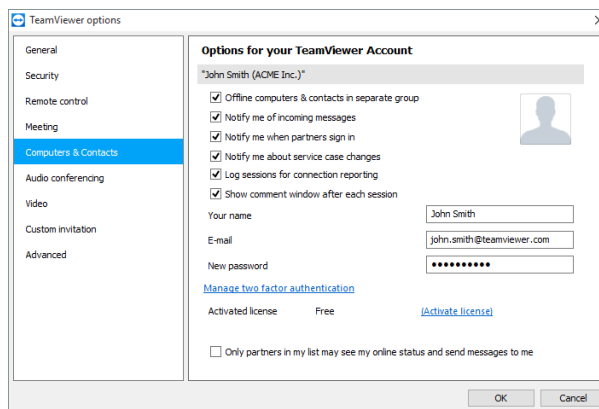 TeamViewer options
General
Security
Remote control
Meeting
Computers & Contacts
Audio conferencing
Video
Custom invitation
Advanced
Options for your TeamViewer Account
"John Smith (ACME Inc.)"
Offline computers & contacts in separate group
Notify me of incoming messages
Notify me when partners sign in
Notify me about service case changes
Log sessions for connection reporting
Show comment window after each session
Your name John Smith
E-mail john.smith@teamviewer.com
New password ●●●●●●●●●●
Manage two factor authentication
Activated license Free (Activate license)
Only partners in my list may see my online status and send messages to me
OK Cancel